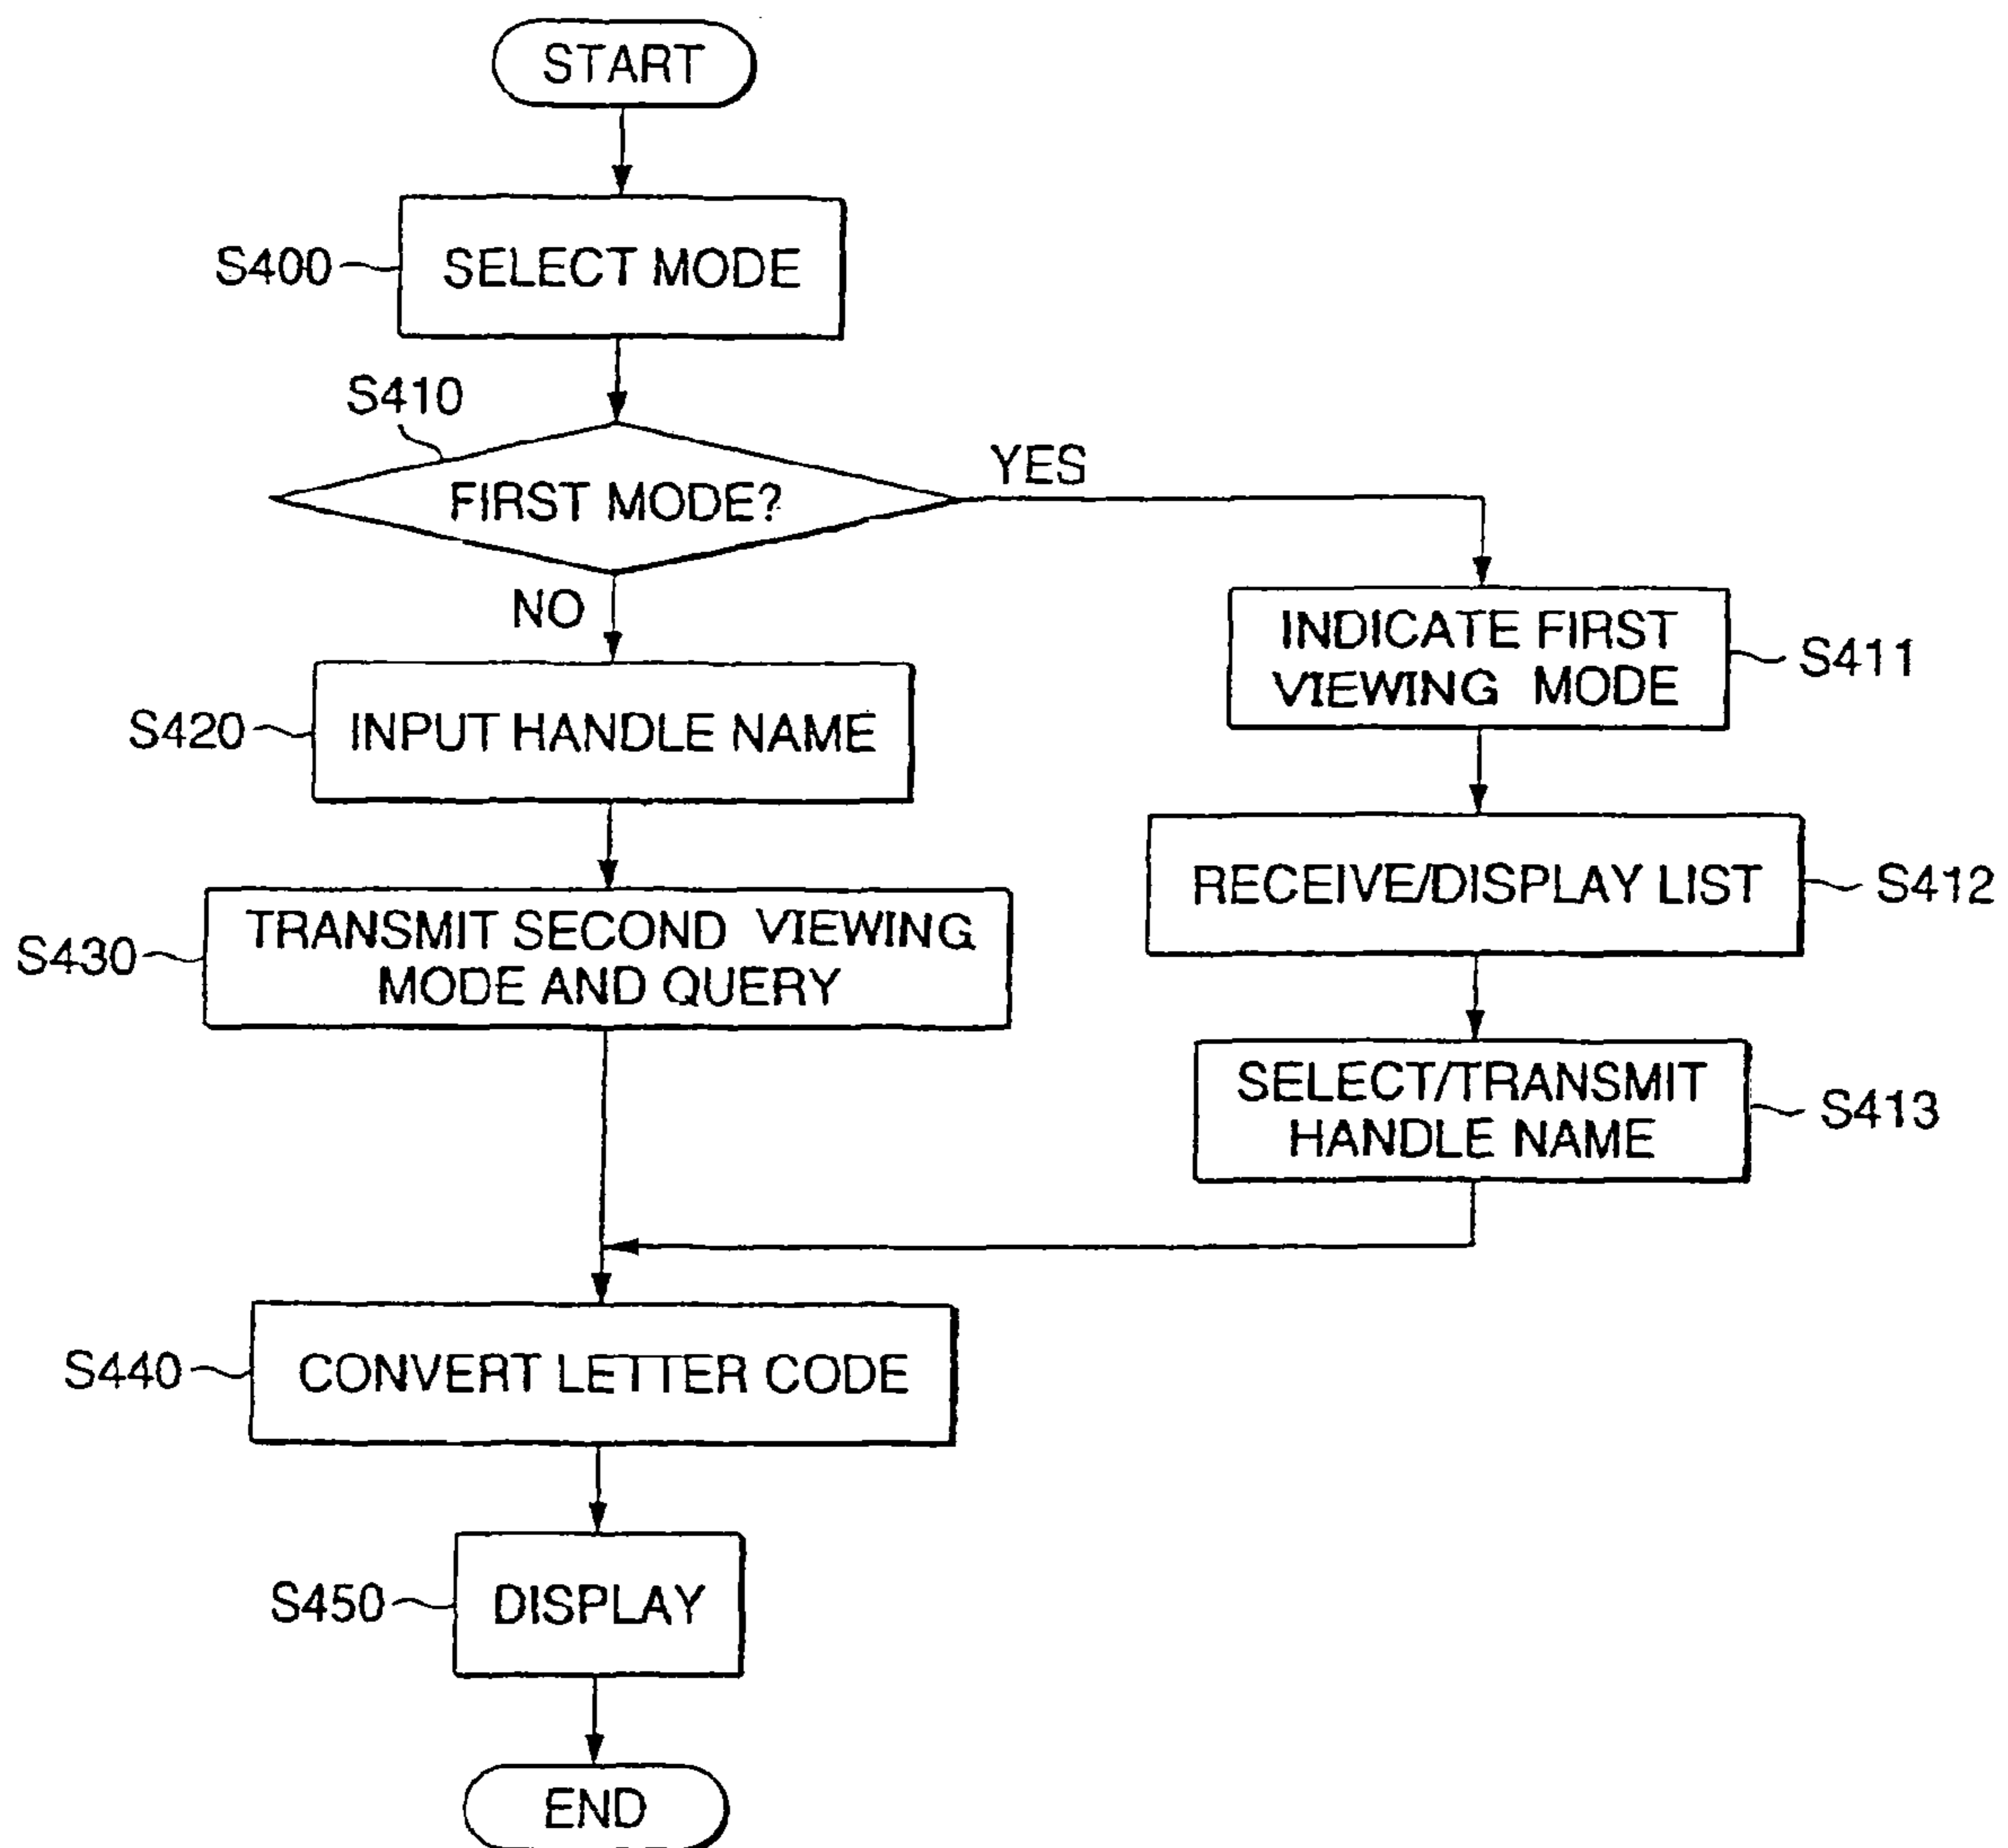 START
S400
SELECT MODE
S410
FIRST MODE?
YES
NO
INDICATE FIRST
VIEWING MODE
S411
S420
INPUT HANDLE NAME
RECEIVE/DISPLAY LIST
S412
S430
TRANSMIT SECOND VIEWING
MODE AND QUERY
SELECT/TRANSMIT
HANDLE NAME
S413
S440
CONVERT LETTER CODE
S450
DISPLAY
END